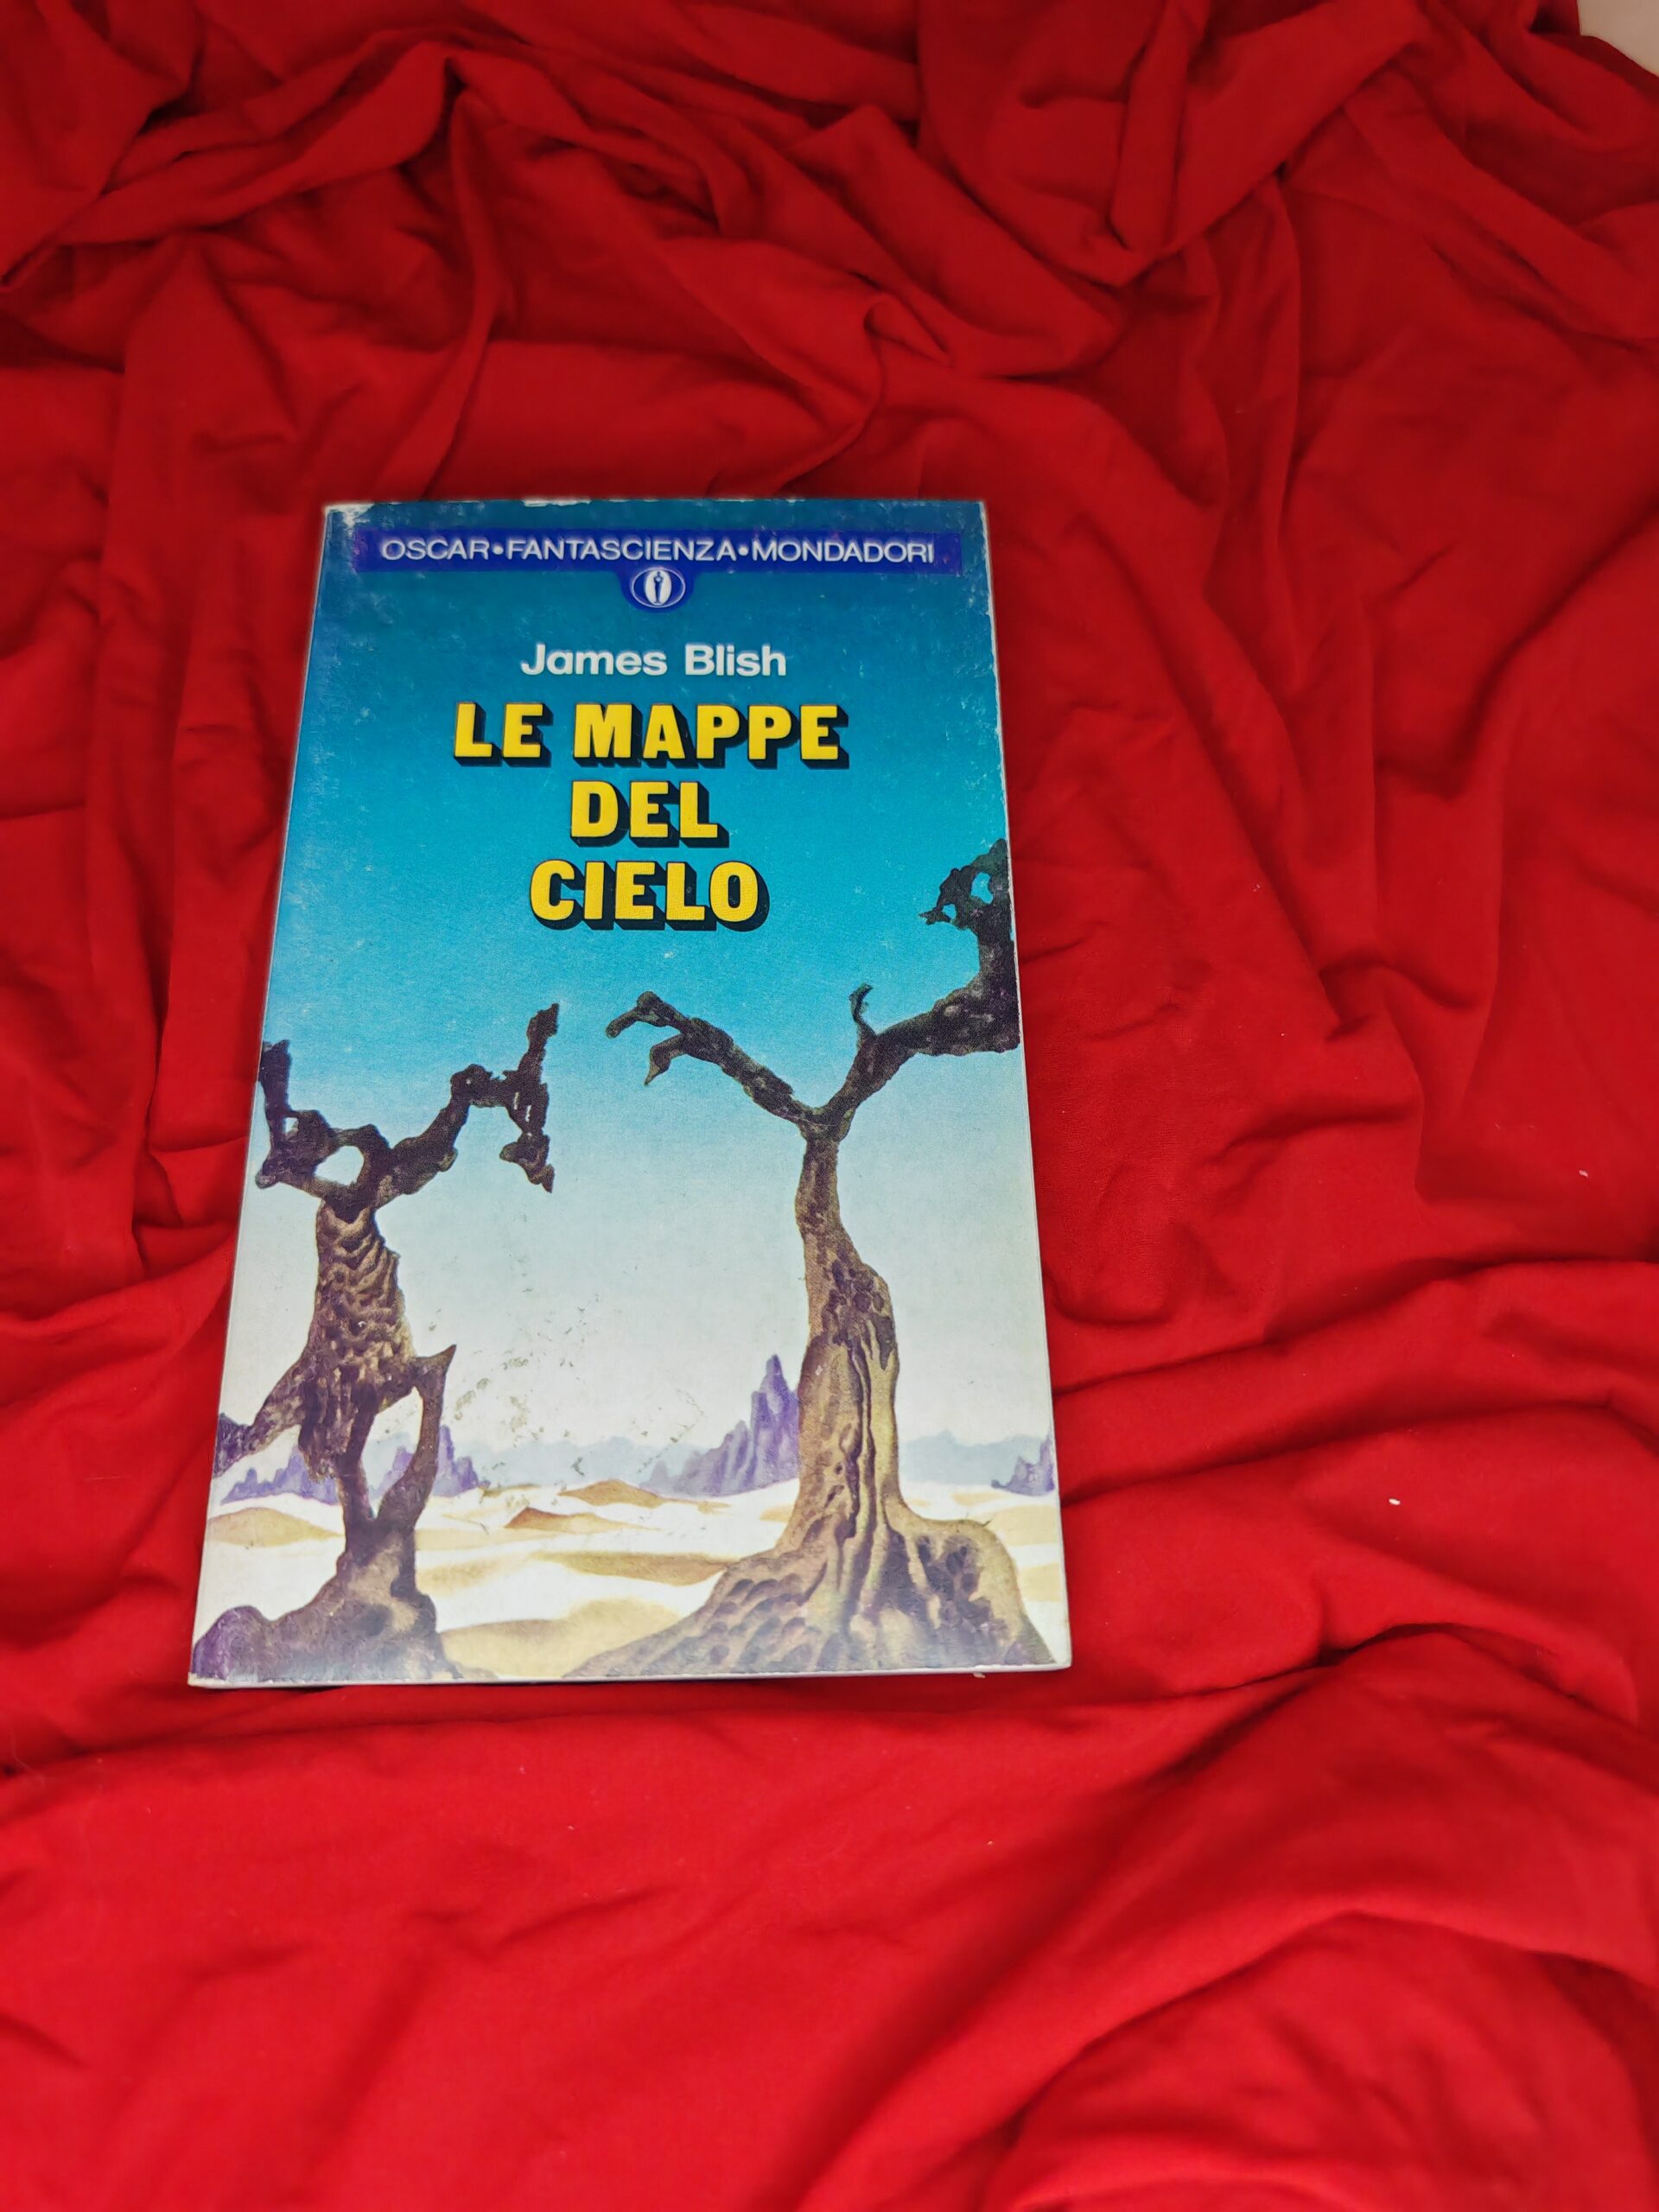 OSCAR•FANTASCIENZA•MONDADORI
James Blish
LE MAPPE
DEL
CIELO